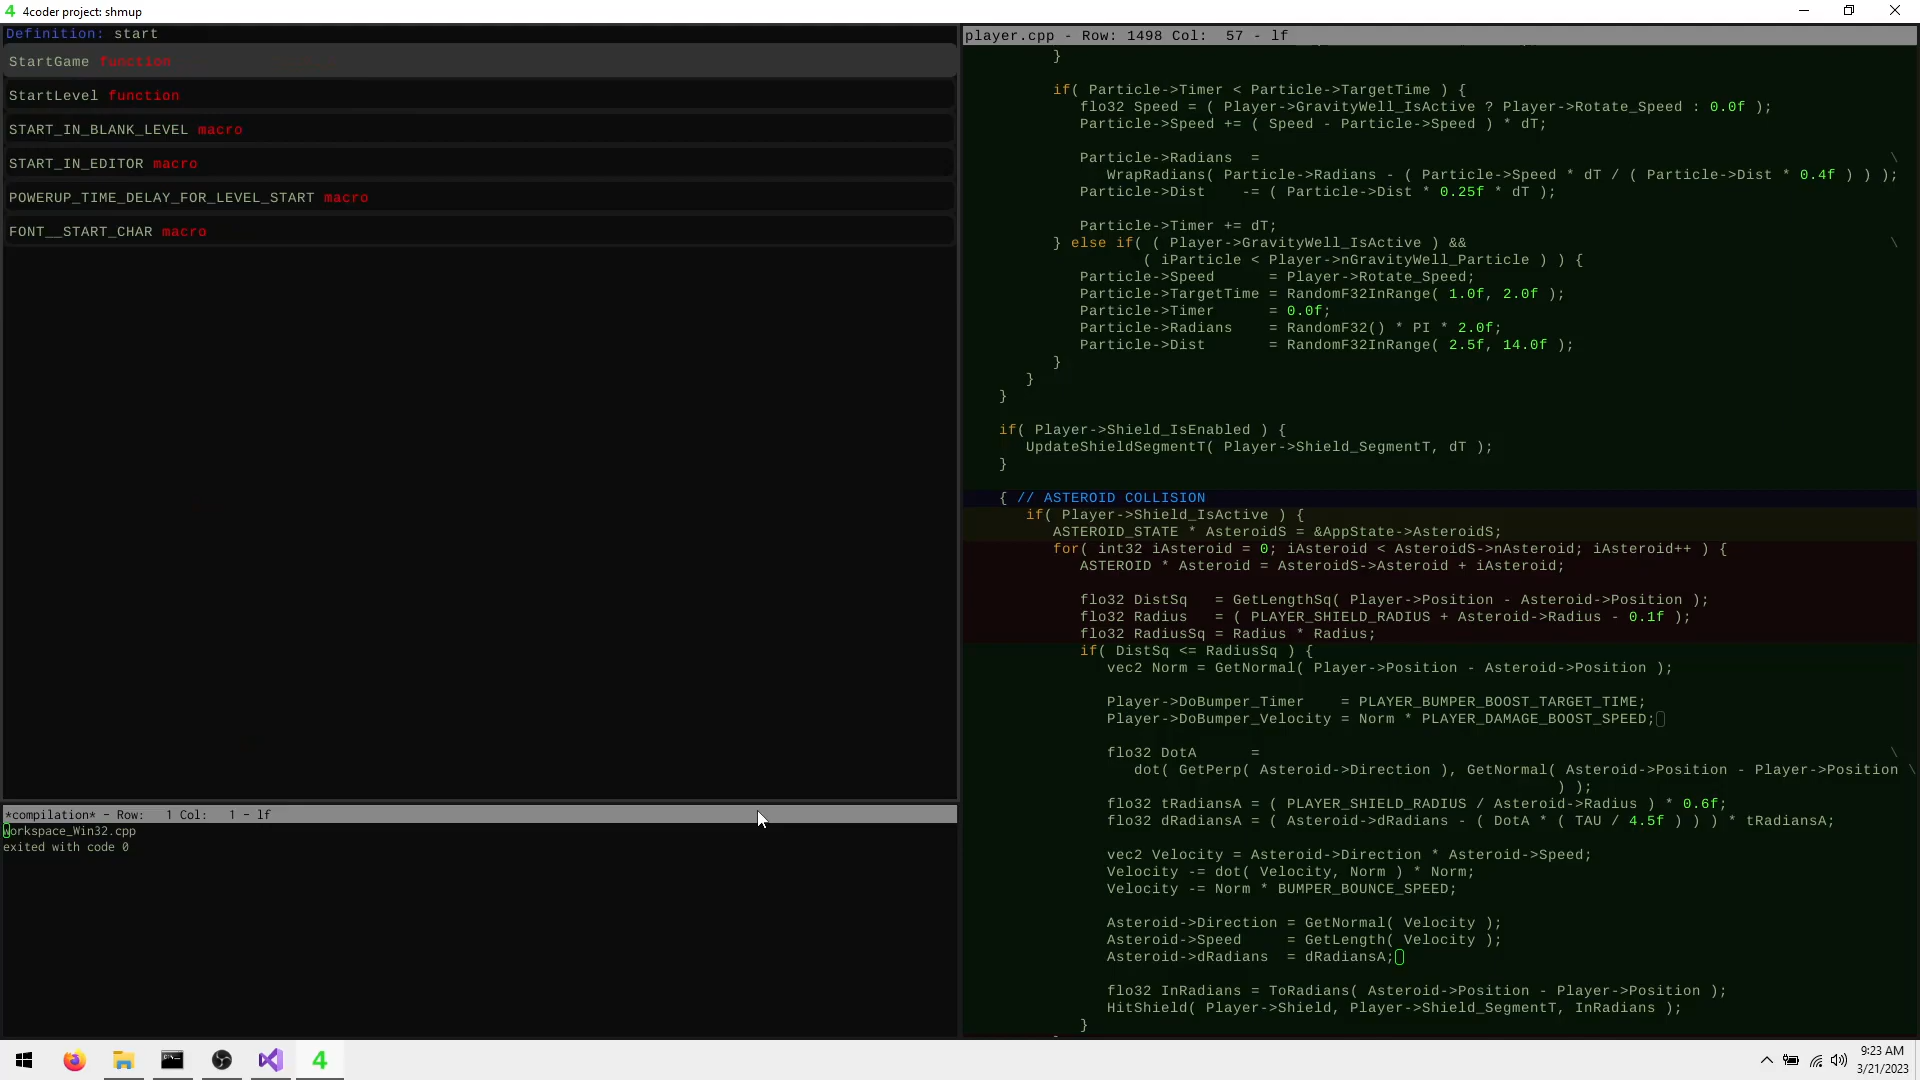 4 4coder project: shmup
Definition: start
StartGame function
StartLevel function
START_IN_BLANK_LEVEL macro
START_IN_EDITOR macro
POWERUP_TIME_DELAY_FOR_LEVEL_START macro
FONT__START_CHAR macro
*compilation* - Row:   1 Col:   1 - lf
workspace_Win32.cpp
exited with code 0
player.cpp - Row: 1498 Col:  57 - lf
}
if( Particle->Timer < Particle->TargetTime ) {
flo32 Speed = ( Player->GravityWell_IsActive ? Player->Rotate_Speed : 0.0f );
Particle->Speed += ( Speed - Particle->Speed ) * dT;
Particle->Radians  = \
WrapRadians( Particle->Radians - ( Particle->Speed * dT / ( Particle->Dist * 0.4f ) ) );
Particle->Dist    -= ( Particle->Dist * 0.25f * dT );
Particle->Timer += dT;
} else if( ( Player->GravityWell_IsActive ) && \
( iParticle < Player->nGravityWell_Particle ) ) {
Particle->Speed      = Player->Rotate_Speed;
Particle->TargetTime = RandomF32InRange( 1.0f, 2.0f );
Particle->Timer      = 0.0f;
Particle->Radians    = RandomF32() * PI * 2.0f;
Particle->Dist       = RandomF32InRange( 2.5f, 14.0f );
}
}
}
if( Player->Shield_IsEnabled ) {
UpdateShieldSegmentT( Player->Shield_SegmentT, dT );
}
{ // ASTEROID COLLISION
if( Player->Shield_IsActive ) {
ASTEROID_STATE * AsteroidS = &AppState->AsteroidS;
for( int32 iAsteroid = 0; iAsteroid < AsteroidS->nAsteroid; iAsteroid++ ) {
ASTEROID * Asteroid = AsteroidS->Asteroid + iAsteroid;
flo32 DistSq   = GetLengthSq( Player->Position - Asteroid->Position );
flo32 Radius   = ( PLAYER_SHIELD_RADIUS + Asteroid->Radius - 0.1f );
flo32 RadiusSq = Radius * Radius;
if( DistSq <= RadiusSq ) {
vec2 Norm = GetNormal( Player->Position - Asteroid->Position );
Player->DoBumper_Timer    = PLAYER_BUMPER_BOOST_TARGET_TIME;
Player->DoBumper_Velocity = Norm * PLAYER_DAMAGE_BOOST_SPEED;
flo32 DotA      = \
dot( GetPerp( Asteroid->Direction ), GetNormal( Asteroid->Position - Player->Position \
) );
flo32 tRadiansA = ( PLAYER_SHIELD_RADIUS / Asteroid->Radius ) * 0.6f;
flo32 dRadiansA = ( Asteroid->dRadians - ( DotA * ( TAU / 4.5f ) ) ) * tRadiansA;
vec2 Velocity = Asteroid->Direction * Asteroid->Speed;
Velocity -= dot( Velocity, Norm ) * Norm;
Velocity -= Norm * BUMPER_BOUNCE_SPEED;
Asteroid->Direction = GetNormal( Velocity );
Asteroid->Speed     = GetLength( Velocity );
Asteroid->dRadians  = dRadiansA;
flo32 InRadians = ToRadians( Asteroid->Position - Player->Position );
HitShield( Player->Shield, Player->Shield_SegmentT, InRadians );
}
4
9:23 AM
3/21/2023